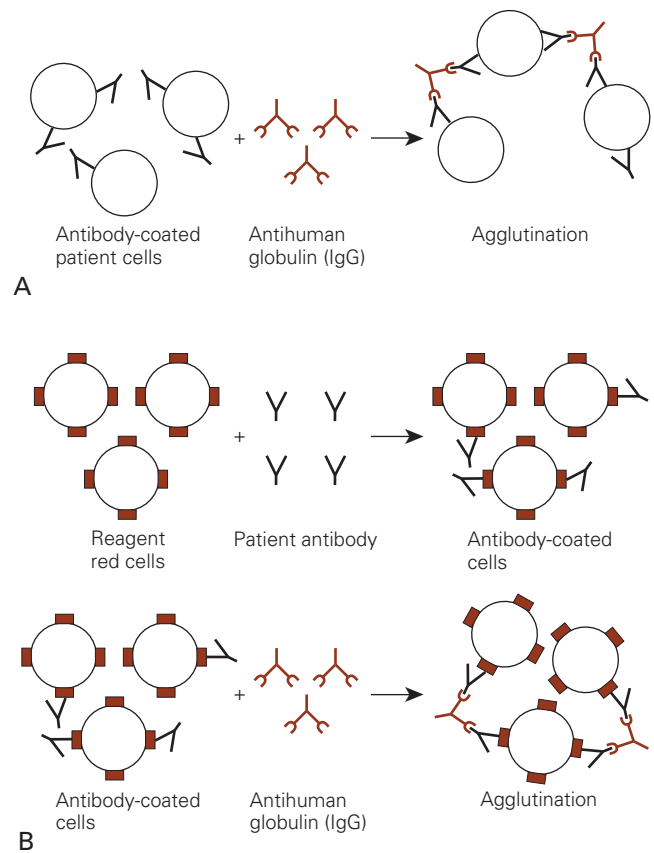 +
Antibody-coated
patient cells
Antihuman
globulin (IgG)
Agglutination
A
+
Reagent
red cells
Patient antibody
Antibody-coated
cells
+
Antibody-coated
cells
Antihuman
globulin (IgG)
Agglutination
B